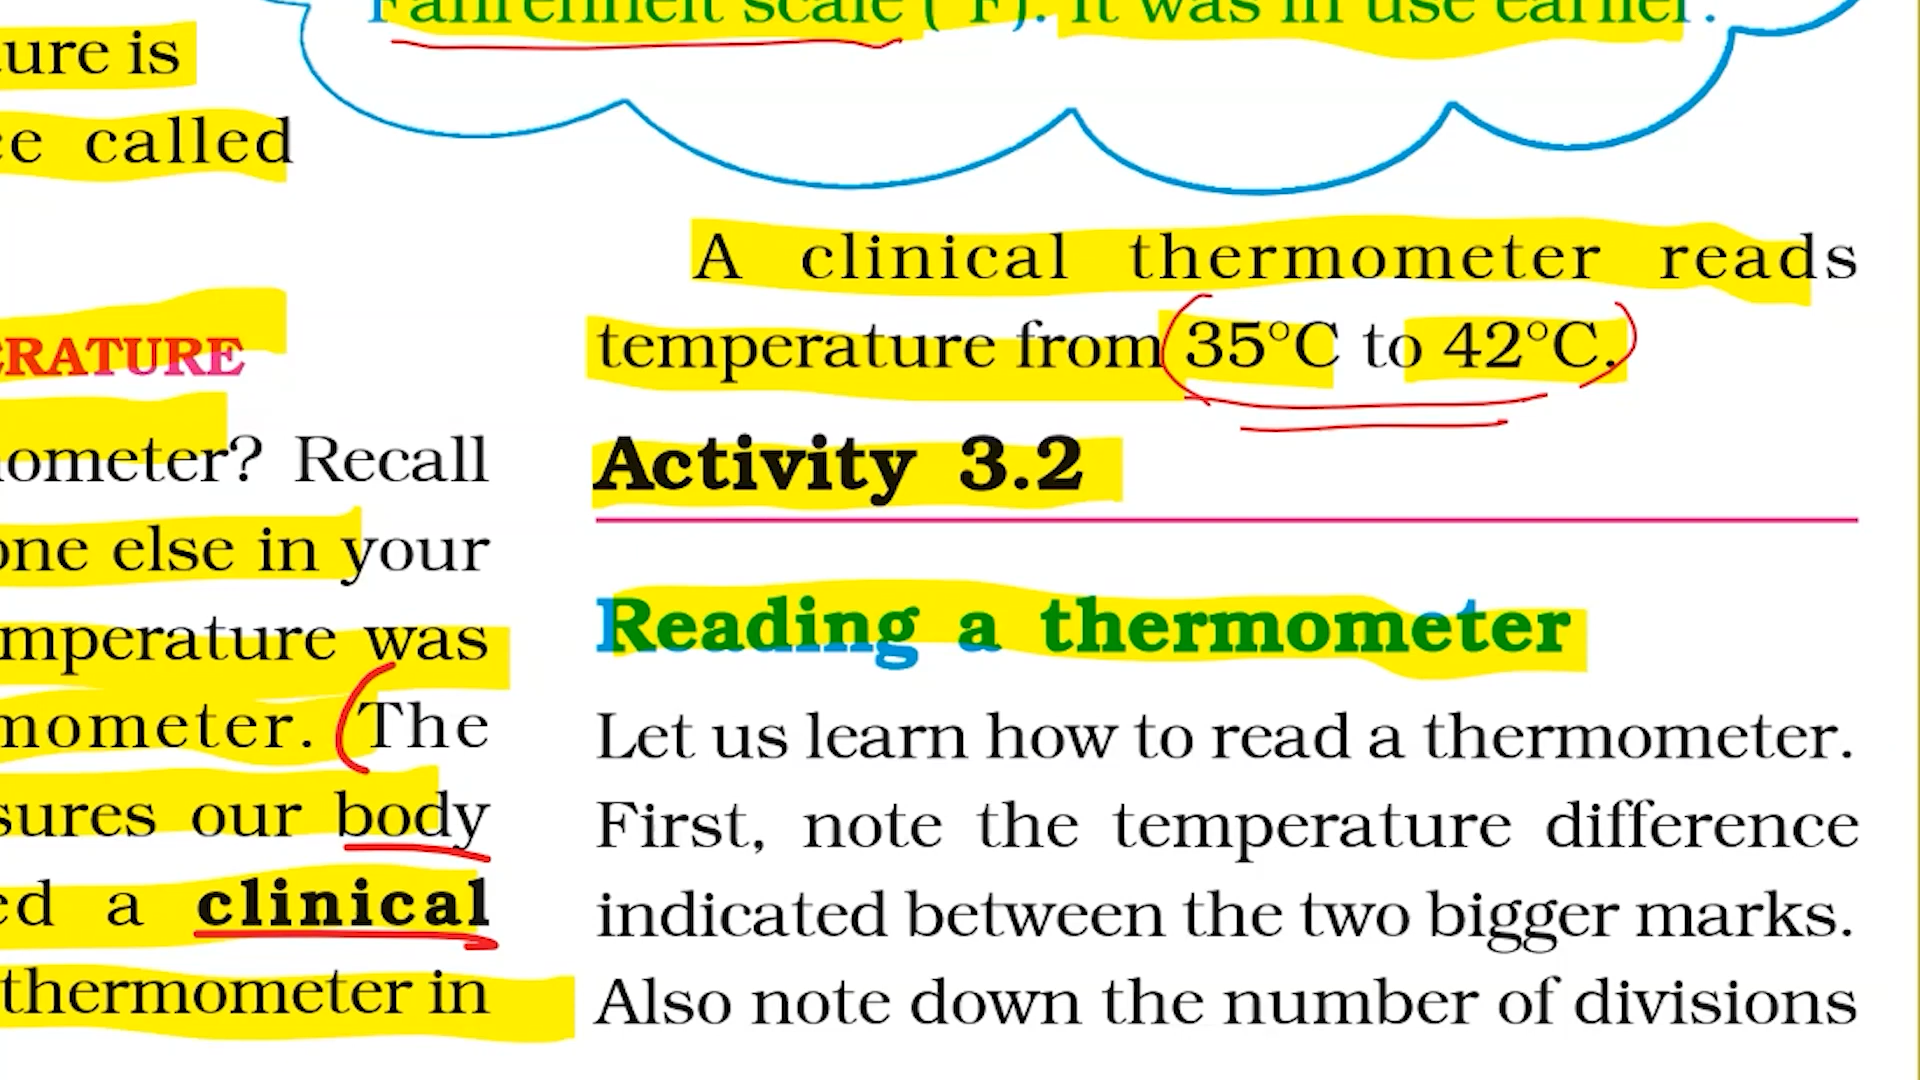 Fahrenheit scale (°F). It was in use earlier.
ure is
called
RATURE
ometer? Recall
one else in your
mperature was
mometer. The
sures our body
ed a clinical
thermometer in
A clinical thermometer reads
temperature from 35°C to 42°C.
Activity 3.2
Reading a thermometer
Let us learn how to read a thermometer.
First, note the temperature difference
indicated between the two bigger marks.
Also note down the number of divisions